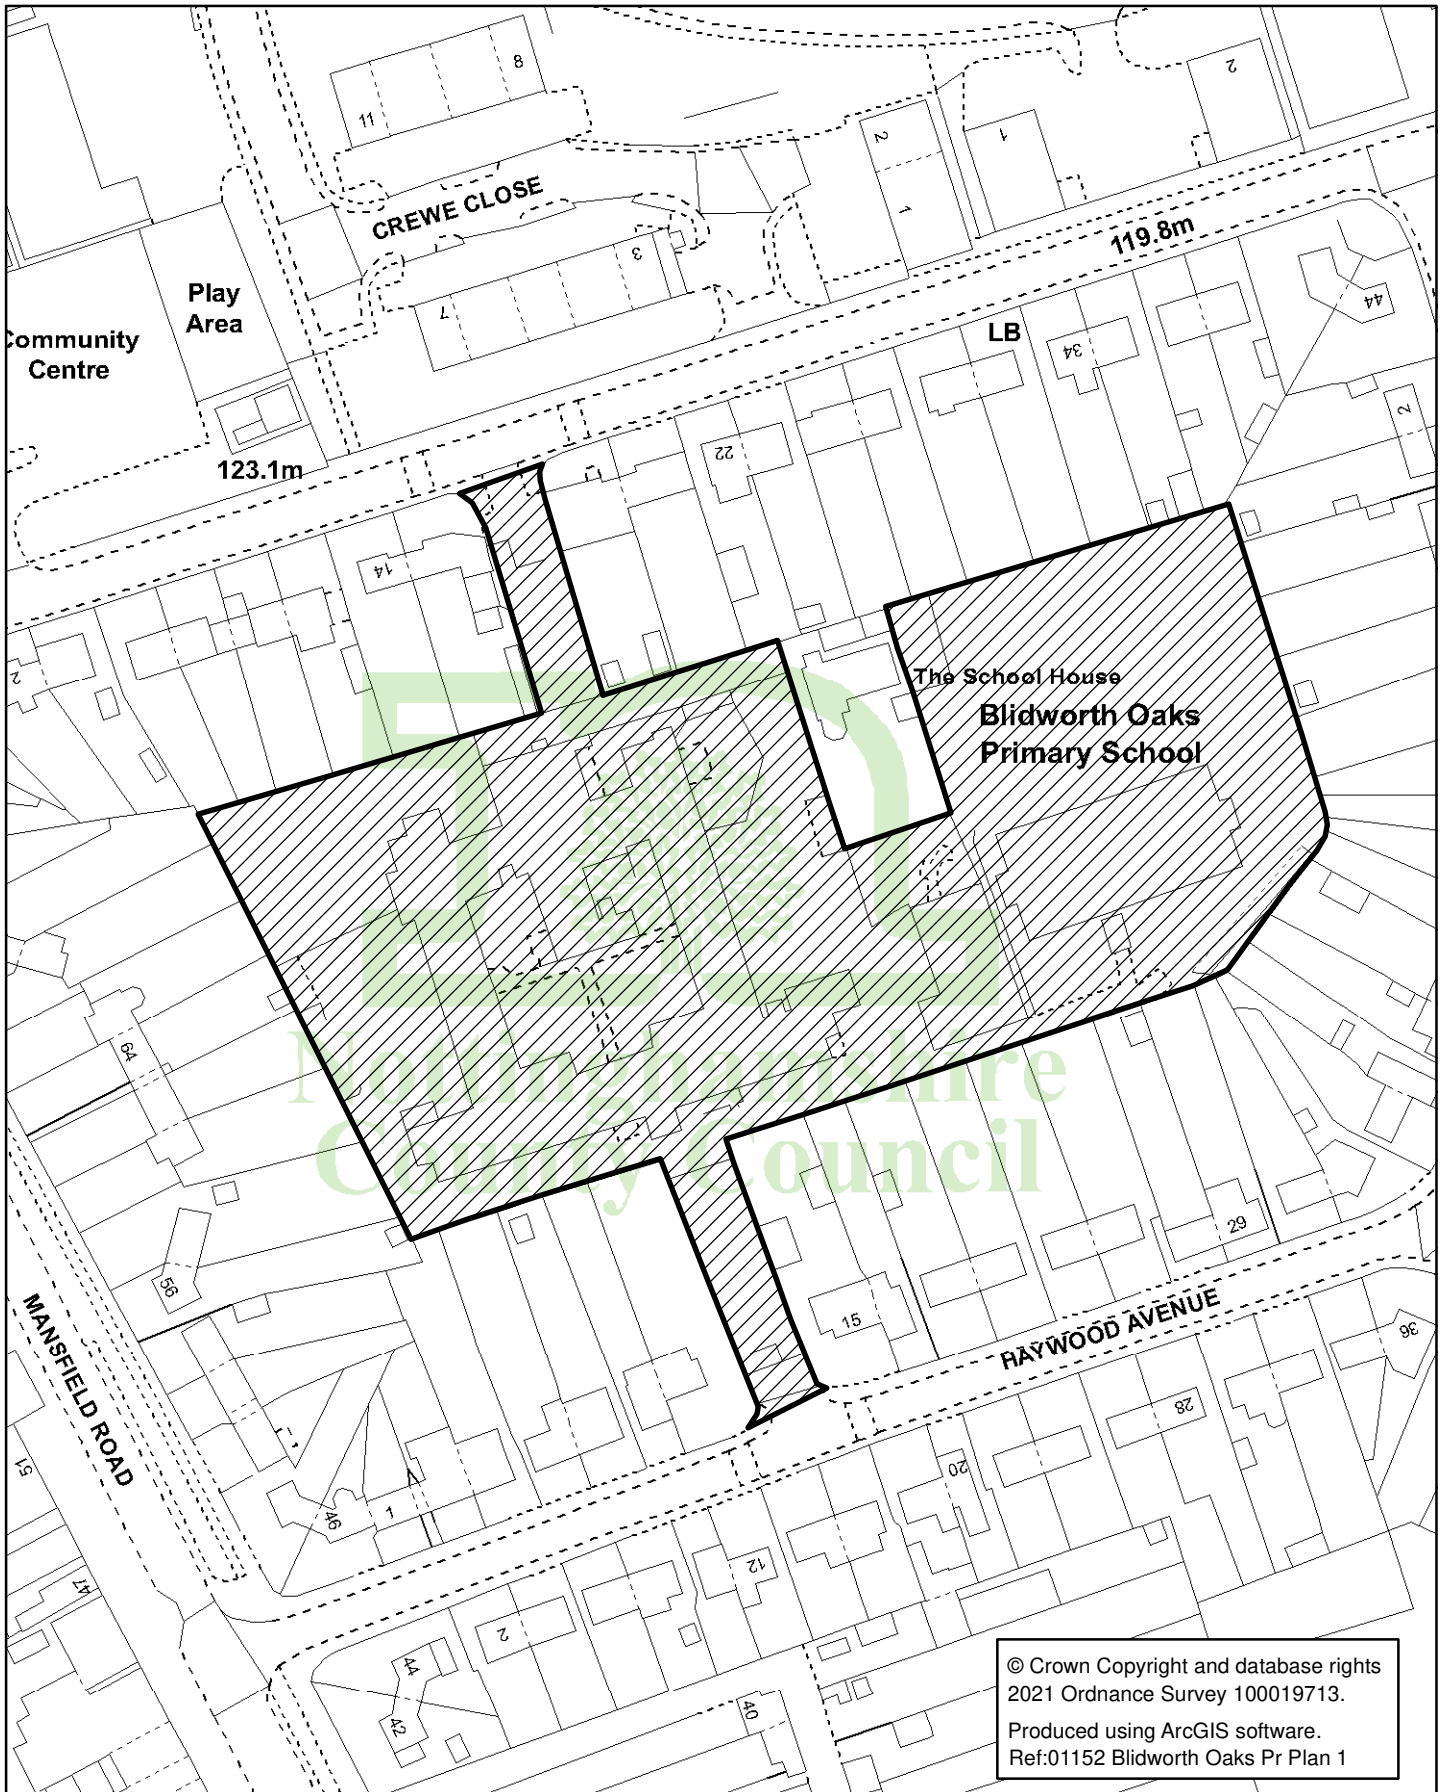 8
11
2
2
1
1
CREWE CLOSE
119.8m
3
7
Play
Area
Community
Centre
44
LB
34
2
22
123.1m
14
2
The School House
Blidworth Oaks
Primary School
64
Nottinghamshire
County Council
56
29
15
HAYWOOD AVENUE
MANSFIELD ROAD
36
28
51
20
46
1
47
12
2
44
42
40
© Crown Copyright and database rights
2021 Ordnance Survey 100019713.
Produced using ArcGIS software.
Ref:01152 Blidworth Oaks Pr Plan 1